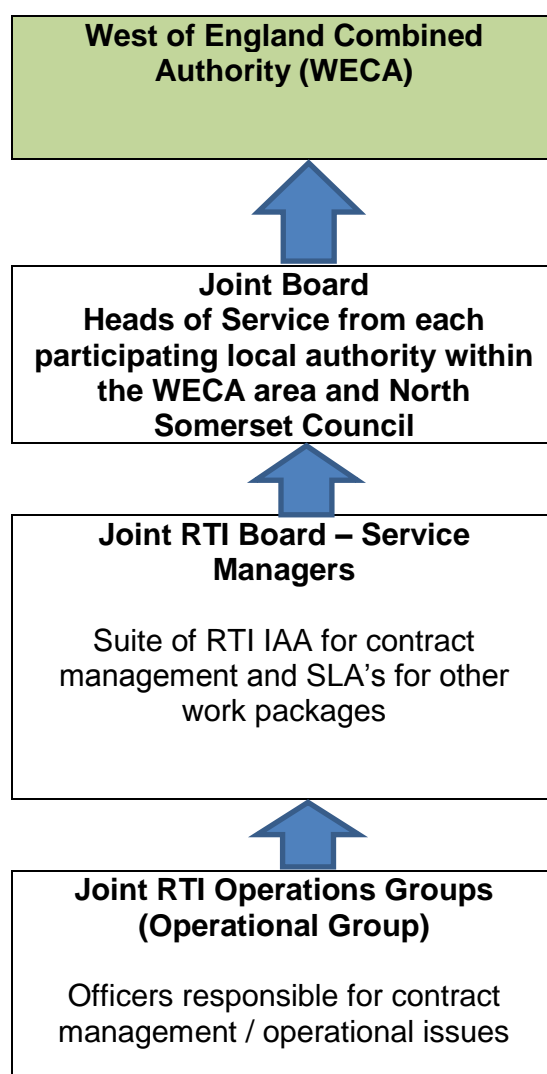 West of England Combined
Authority (WECA)
Joint Board
Heads of Service from each
participating local authority within
the WECA area and North
Somerset Council
Joint RTI Board – Service
Managers
Suite of RTI IAA for contract
management and SLA's for other
work packages
Joint RTI Operations Groups
(Operational Group)
Officers responsible for contract
management / operational issues